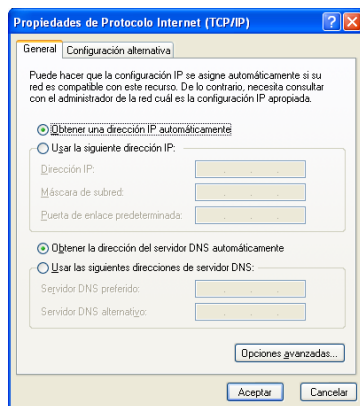 Propiedades de Protocolo Internet (TCP/IP)
General
Configuración alternativa
Puede hacer que la configuración IP se asigne automáticamente si su
red es compatible con este recurso. De lo contrario, necesita consultar
con el administrador de la red cuál es la configuración IP apropiada.
Obtener una dirección IP automáticamente
Usar la siguiente dirección IP:
Dirección IP:
Máscara de subred:
Puerta de enlace predeterminada:
Obtener la dirección del servidor DNS automáticamente
Usar las siguientes direcciones de servidor DNS:
Servidor DNS preferido:
Servidor DNS alternativo:
Opciones avanzadas...
Aceptar
Cancelar